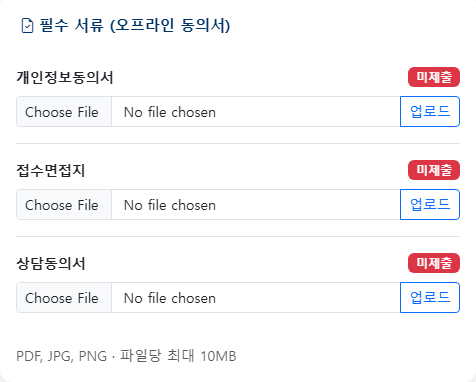 필수 서류 (오프라인 동의서)
개인정보동의서 미제출
Choose File No file chosen 업로드
접수면접지 미제출
Choose File No file chosen 업로드
상담동의서 미제출
Choose File No file chosen 업로드
PDF, JPG, PNG · 파일당 최대 10MB